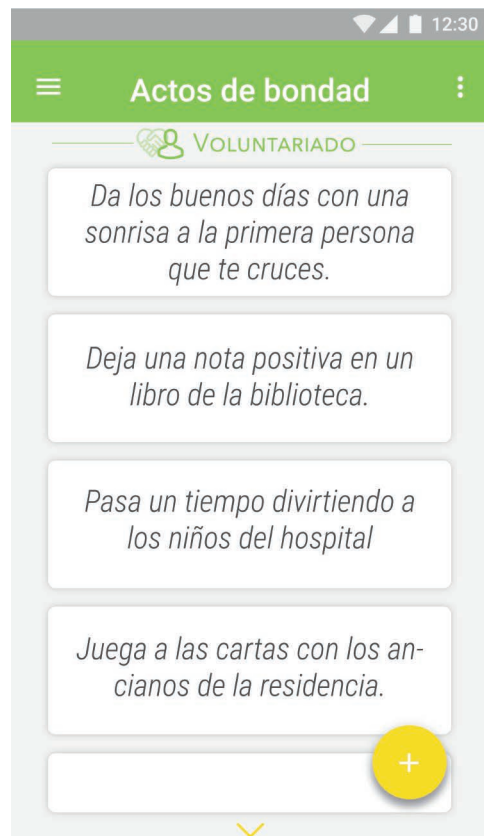 12:30
Actos de bondad
VOLUNTARIADO
Da los buenos días con una
sonrisa a la primera persona
que te cruces.
Deja una nota positiva en un
libro de la biblioteca.
Pasa un tiempo divirtiendo a
los niños del hospital
Juega a las cartas con los an-
cianos de la residencia.
+